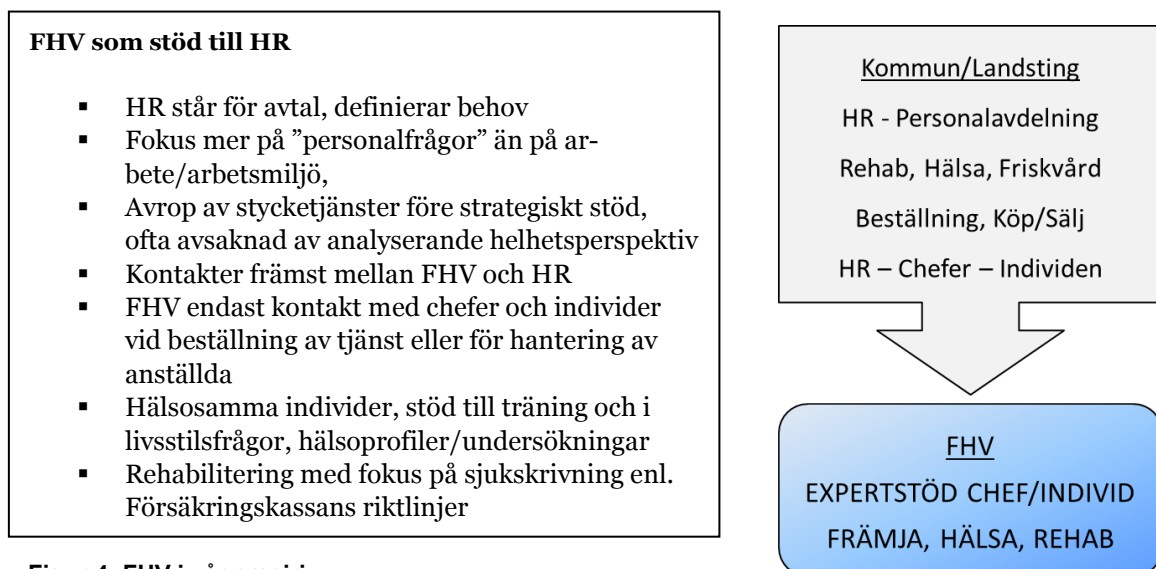 FHV som stöd till HR
▪ HR står för avtal, definierar behov
▪ Fokus mer på ”personalfrågor” än på ar-
bete/arbetsmiljö,
▪ Avrop av stycketjänster före strategiskt stöd,
ofta avsaknad av analyserande helhetsperspektiv
▪ Kontakter främst mellan FHV och HR
▪ FHV endast kontakt med chefer och individer
vid beställning av tjänst eller för hantering av
anställda
▪ Hälsosamma individer, stöd till träning och i
livsstilsfrågor, hälsoprofiler/undersökningar
▪ Rehabilitering med fokus på sjukskrivning enl.
Försäkringskassans riktlinjer
Kommun/Landsting
HR - Personalavdelning
Rehab, Hälsa, Friskvård
Beställning, Köp/Sälj
HR – Chefer – Individen
FHV
EXPERTSTÖD CHEF/INDIVID
FRÄMJA, HÄLSA, REHAB